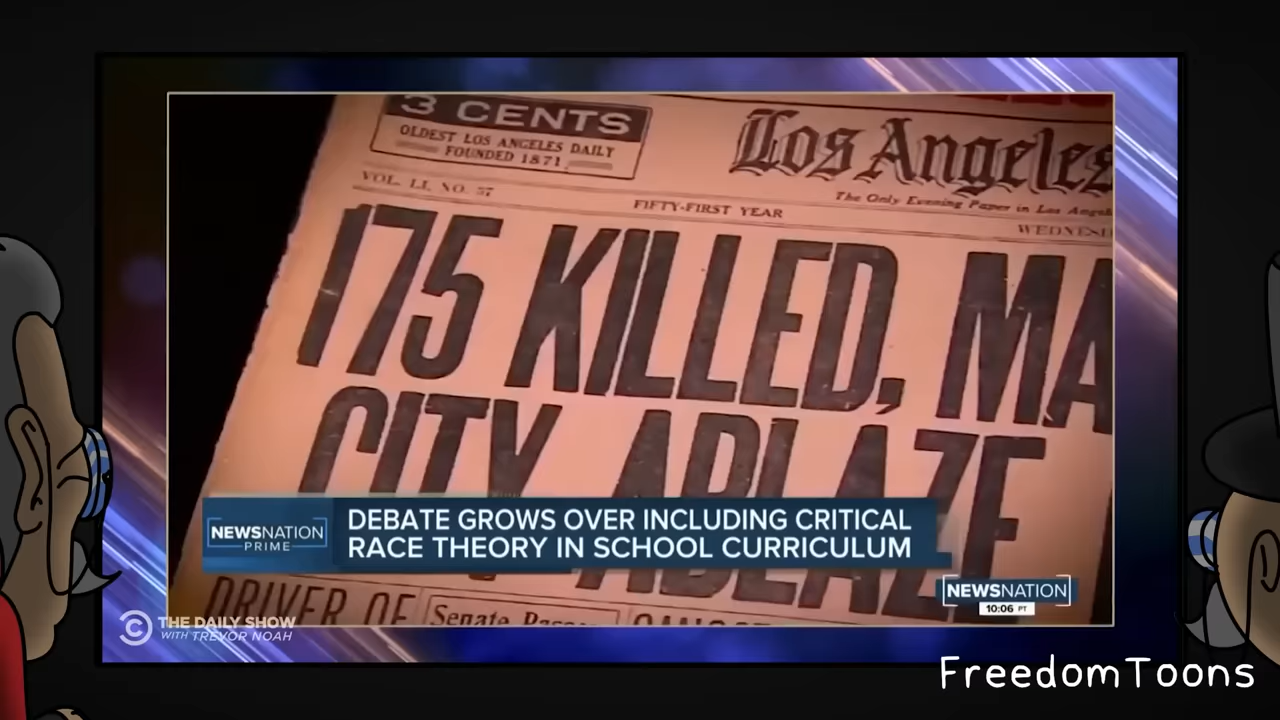 3 CENTS
OLDEST LOS ANGELES DAILY
FOUNDED 1871
Los Angeles
The Only Evening Paper in Los
VOL. LI, NO. 57
FIFTY-FIRST YEAR
175 KILLED,
CITY ABLAZE
NEWSNATION
PRIME
DEBATE GROWS OVER INCLUDING CRITICAL
RACE THEORY IN SCHOOL CURRICULUM
NEWSNATION
10:06 PT
DRIVER OF
Senate
THE DAILY SHOW
WITH TREVOR NOAH
FreedomToons